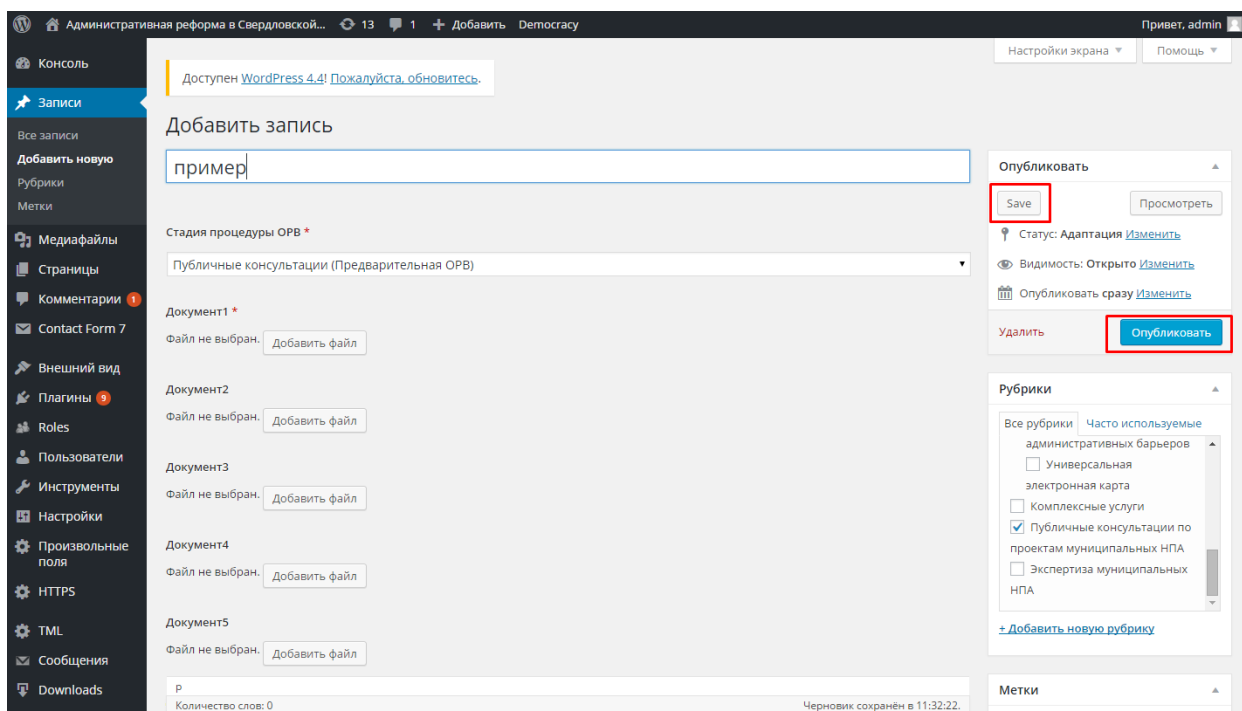 Административная реформа в Свердловской... 13 1 + Добавить Democracy Привет, admin
Консоль
Записи
Все записи
Добавить новую
Рубрики
Метки
Медиафайлы
Страницы
Комментарии 1
Contact Form 7
Внешний вид
Плагины 9
Roles
Пользователи
Инструменты
Настройки
Произвольные
поля
HTTPS
TML
Сообщения
Downloads
Настройки экрана Помощь
Доступен WordPress 4.4! Пожалуйста, обновитесь.
Добавить запись
пример
Стадия процедуры ОРВ *
Публичные консультации (Предварительная ОРВ)
Документ1 *
Файл не выбран. Добавить файл
Документ2
Файл не выбран. Добавить файл
Документ3
Файл не выбран. Добавить файл
Документ4
Файл не выбран. Добавить файл
Документ5
Файл не выбран. Добавить файл
P
Количество слов: 0 Черновик сохранён в 11:32:22.
Опубликовать
Save Просмотреть
Статус: Адаптация Изменить
Видимость: Открыто Изменить
Опубликовать сразу Изменить
Удалить Опубликовать
Рубрики
Все рубрики Часто используемые
административных барьеров
Универсальная
электронная карта
Комплексные услуги
Публичные консультации по
проектам муниципальных НПА
Экспертиза муниципальных
НПА
+ Добавить новую рубрику
Метки